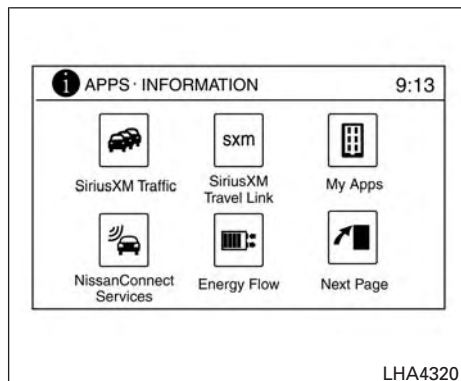 i APPS · INFORMATION 9:13
sxm
SiriusXM Traffic SiriusXM Travel Link My Apps
NissanConnect Services Energy Flow Next Page
LHA4320